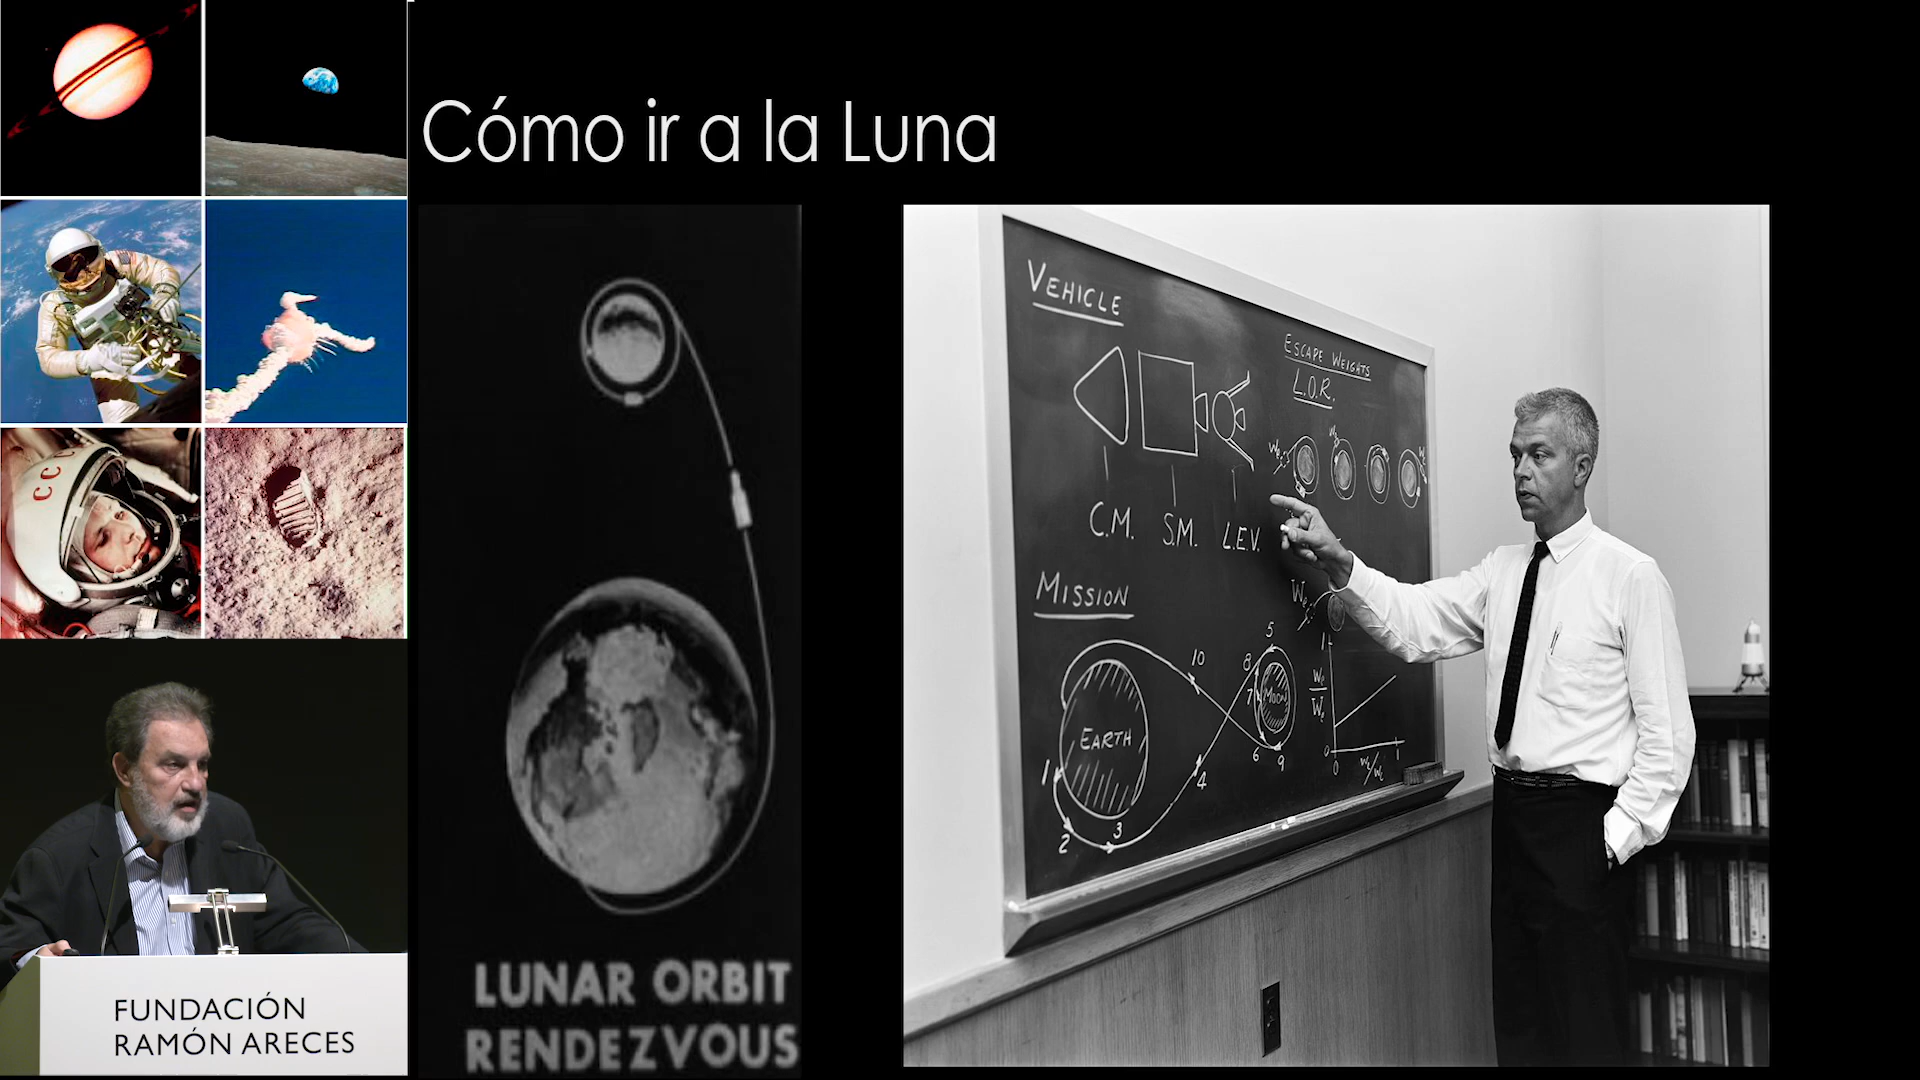 Cómo ir a la Luna
CCC
FUNDACIÓN
RAMÓN ARECES
LUNAR ORBIT
RENDEZVOUS
VEHICLE
ESCAPE WEIGHTS
L.O.R.
C.M. S.M. L.E.V.
MISSION
EARTH
MOON
1
2
3
4
5
6
7
8
9
10